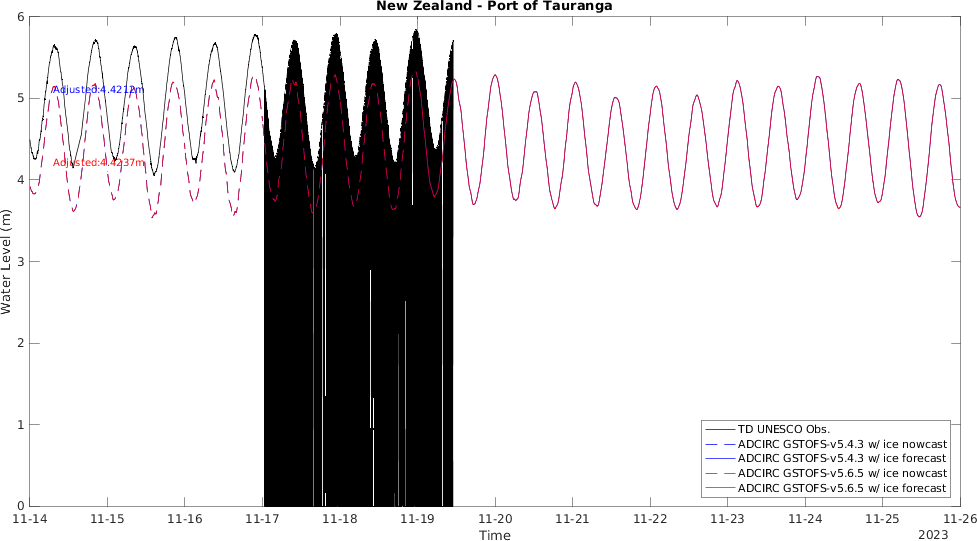 New Zealand - Port of Tauranga
6
5
4
3
2
1
0
Water Level (m)
Adjusted:4.4212m
Adjusted:4.4237m
TD UNESCO Obs.
ADCIRC GSTOFS-v5.4.3 w/ ice nowcast
ADCIRC GSTOFS-v5.4.3 w/ ice forecast
ADCIRC GSTOFS-v5.6.5 w/ ice nowcast
ADCIRC GSTOFS-v5.6.5 w/ ice forecast
11-14 11-15 11-16 11-17 11-18 11-19 11-20 11-21 11-22 11-23 11-24 11-25 11-26
Time
2023